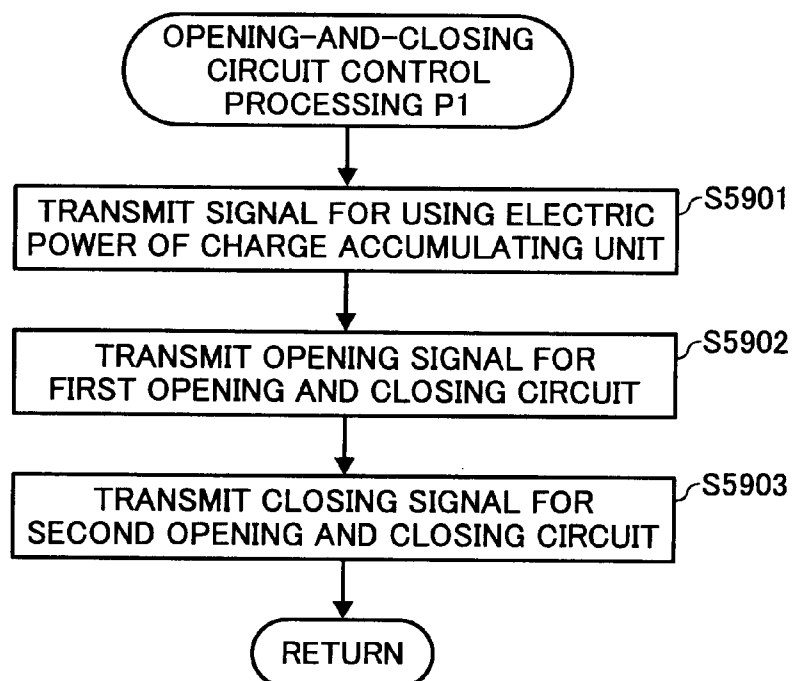 OPENING-AND-CLOSING
CIRCUIT CONTROL
PROCESSING P1
S5901
TRANSMIT SIGNAL FOR USING ELECTRIC
POWER OF CHARGE ACCUMULATING UNIT
S5902
TRANSMIT OPENING SIGNAL FOR
FIRST OPENING AND CLOSING CIRCUIT
S5903
TRANSMIT CLOSING SIGNAL FOR
SECOND OPENING AND CLOSING CIRCUIT
RETURN